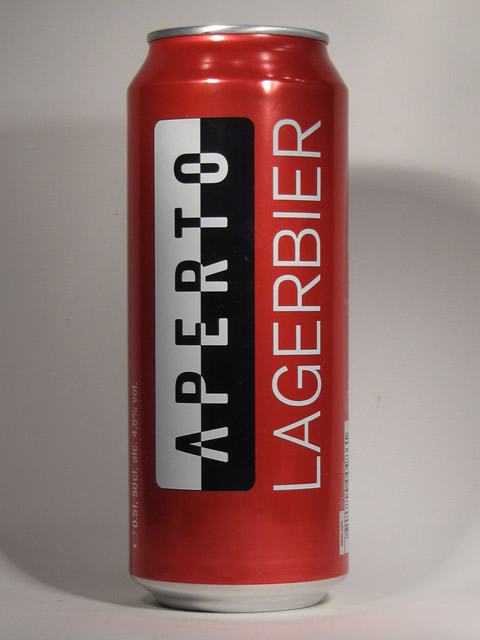 APERTO
LAGERBIER
0.5l, 50cl, alc. 4,8% vol.